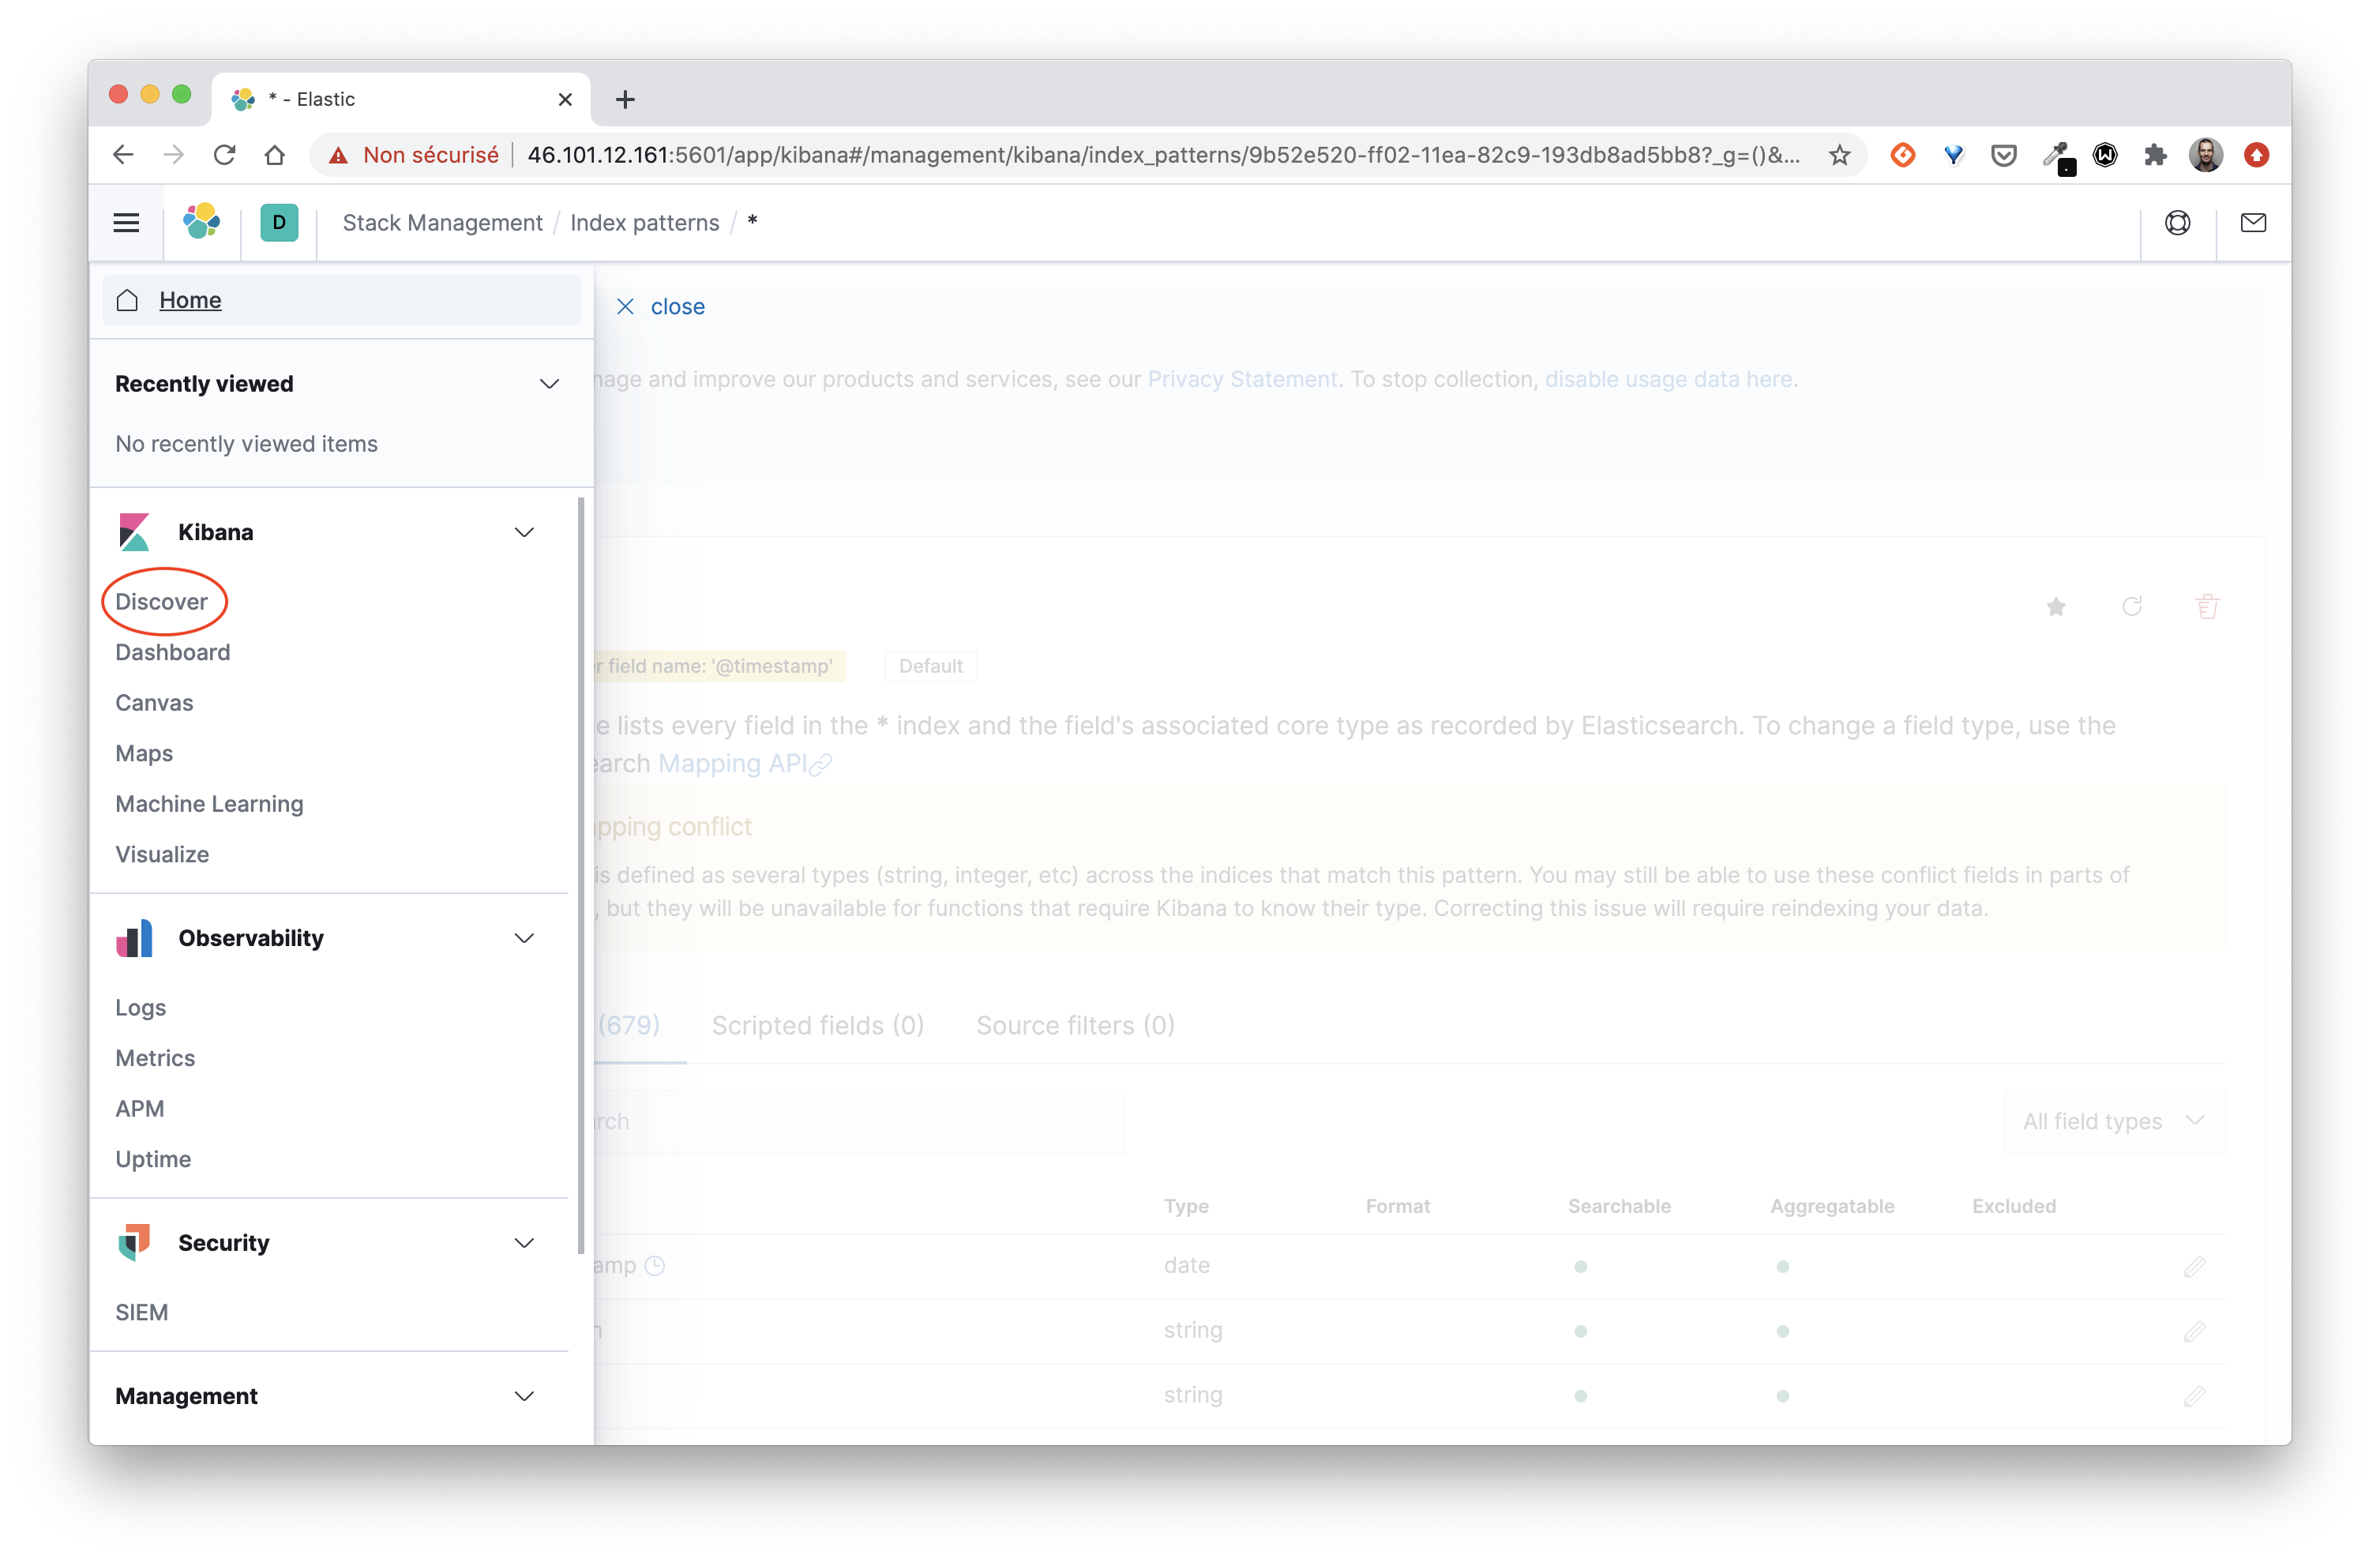 * - Elastic
Non sécurisé 46.101.12.161:5601/app/kibana#/management/kibana/index_patterns/9b52e520-ff02-11ea-82c9-193db8ad5bb8?_g=()&...
D Stack Management / Index patterns / *
Home
close
Recently viewed
nage and improve our products and services, see our Privacy Statement. To stop collection, disable usage data here.
No recently viewed items
Kibana
Discover
Dashboard
er field name: '@timestamp' Default
Canvas
e lists every field in the * index and the field's associated core type as recorded by Elasticsearch. To change a field type, use the
Maps
earch Mapping API
Machine Learning
pping conflict
Visualize
is defined as several types (string, integer, etc) across the indices that match this pattern. You may still be able to use these conflict fields in parts of
, but they will be unavailable for functions that require Kibana to know their type. Correcting this issue will require reindexing your data.
Observability
Logs
(679) Scripted fields (0) Source filters (0)
Metrics
APM
rch All field types
Uptime
Type Format Searchable Aggregatable Excluded
Security
amp date
SIEM
n string
Management
string